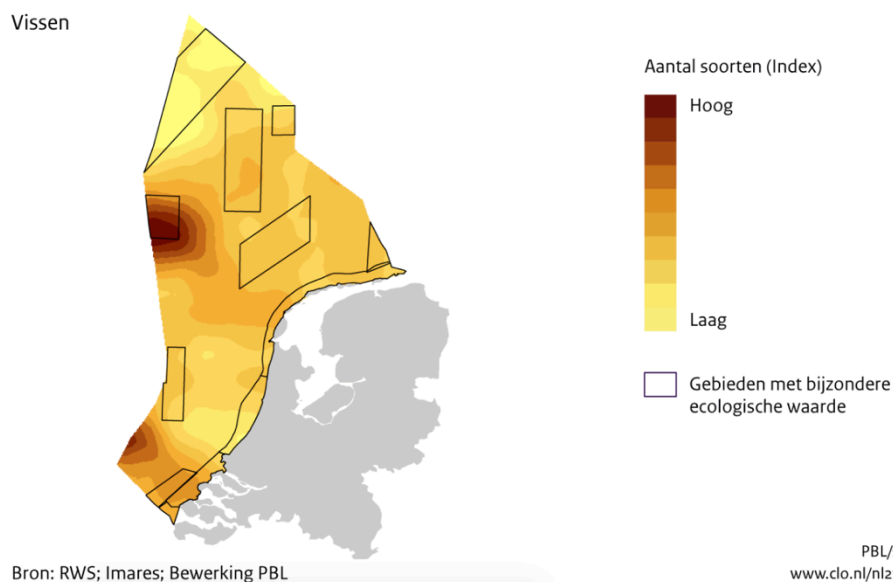 Vissen
Aantal soorten (Index)
Hoog
Laag
Gebieden met bijzondere
ecologische waarde
Bron: RWS; Imares; Bewerking PBL
PBL/
www.clo.nl/nl2